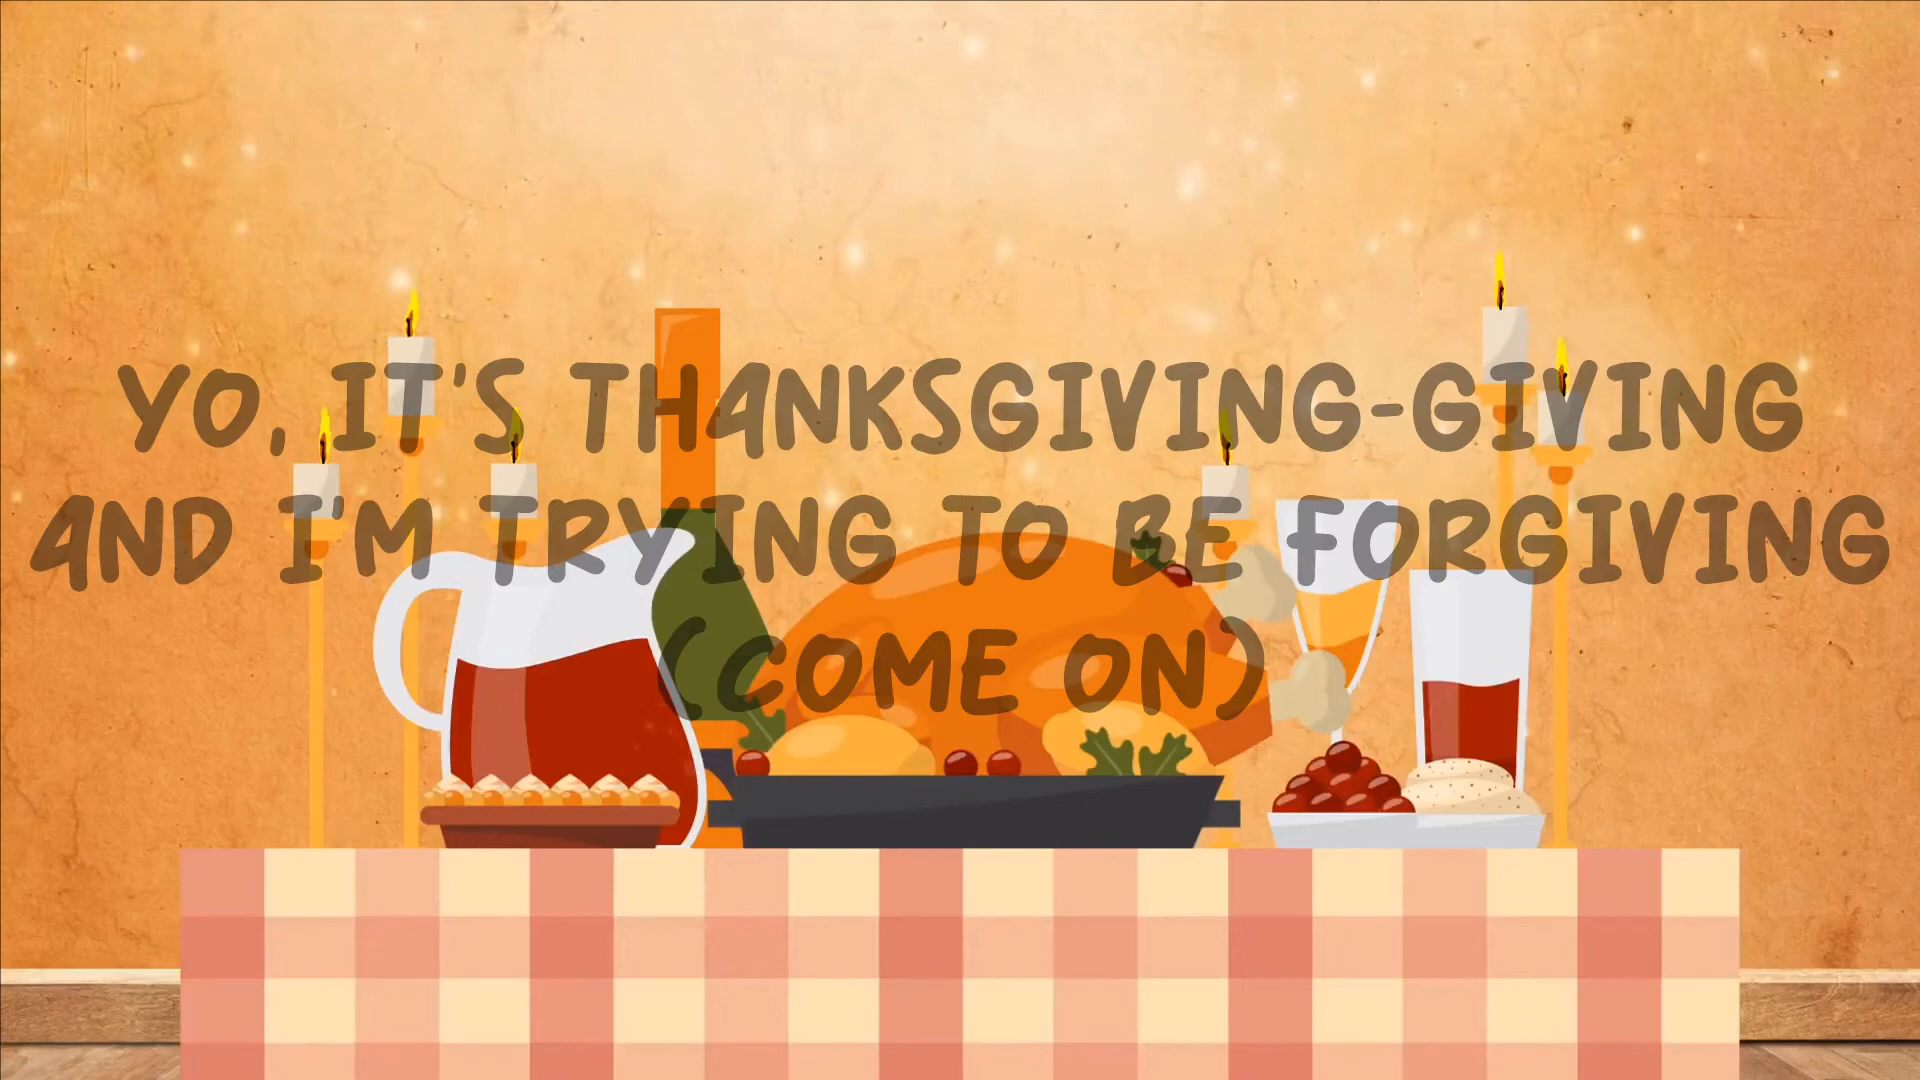 YO, IT'S THANKSGIVING-GIVING
AND I'M TRYING TO BE FORGIVING
(COME ON)